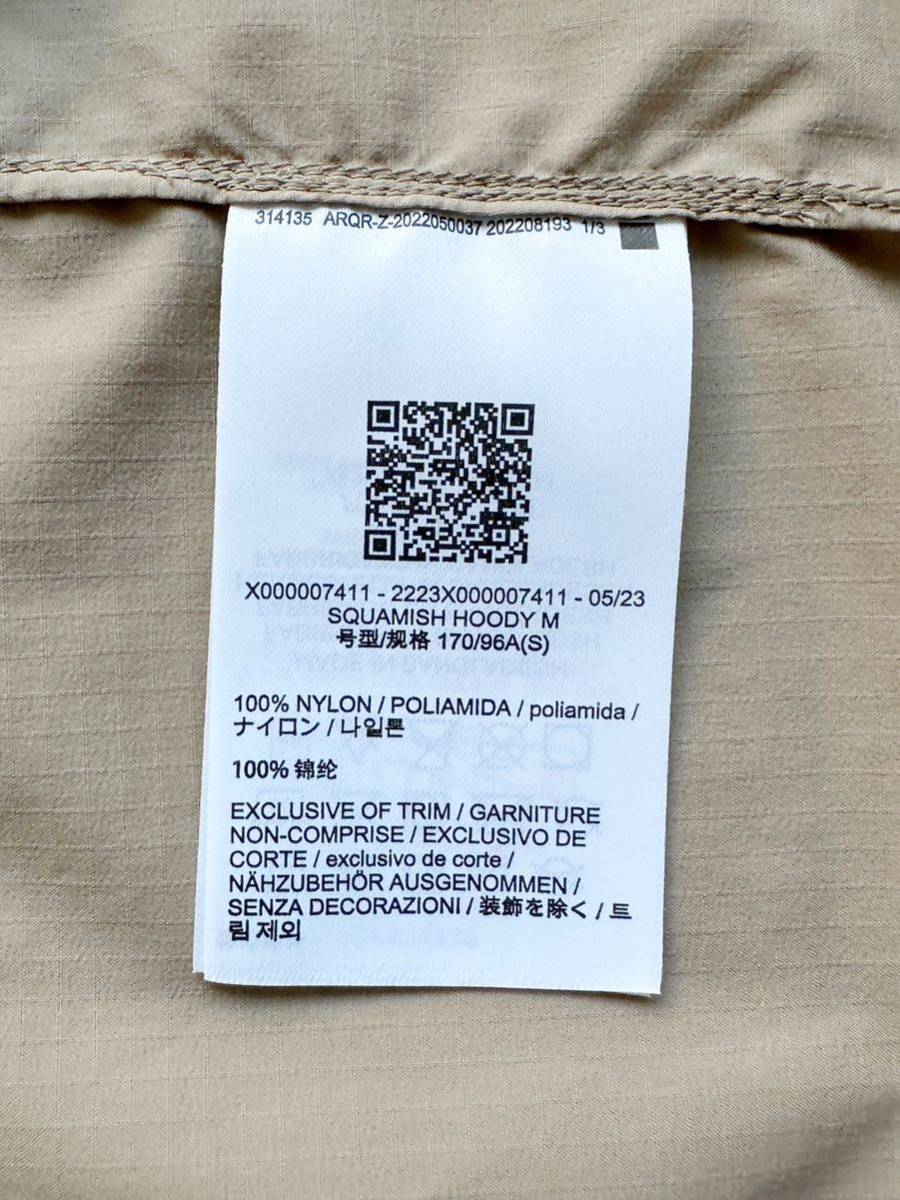 314135 ARQR-Z-2022050037 202208193 1/3
X000007411 - 2223X000007411 - 05/23
SQUAMISH HOODY M
号型/规格 170/96A(S)
100% NYLON / POLIAMIDA / poliamida /
ナイロン / 나일론
100% 锦纶
EXCLUSIVE OF TRIM / GARNITURE
NON-COMPRISE / EXCLUSIVO DE
CORTE / exclusivo de corte /
NÄHZUBEHÖR AUSGENOMMEN /
SENZA DECORAZIONI / 装飾を除く / 트
림 제외